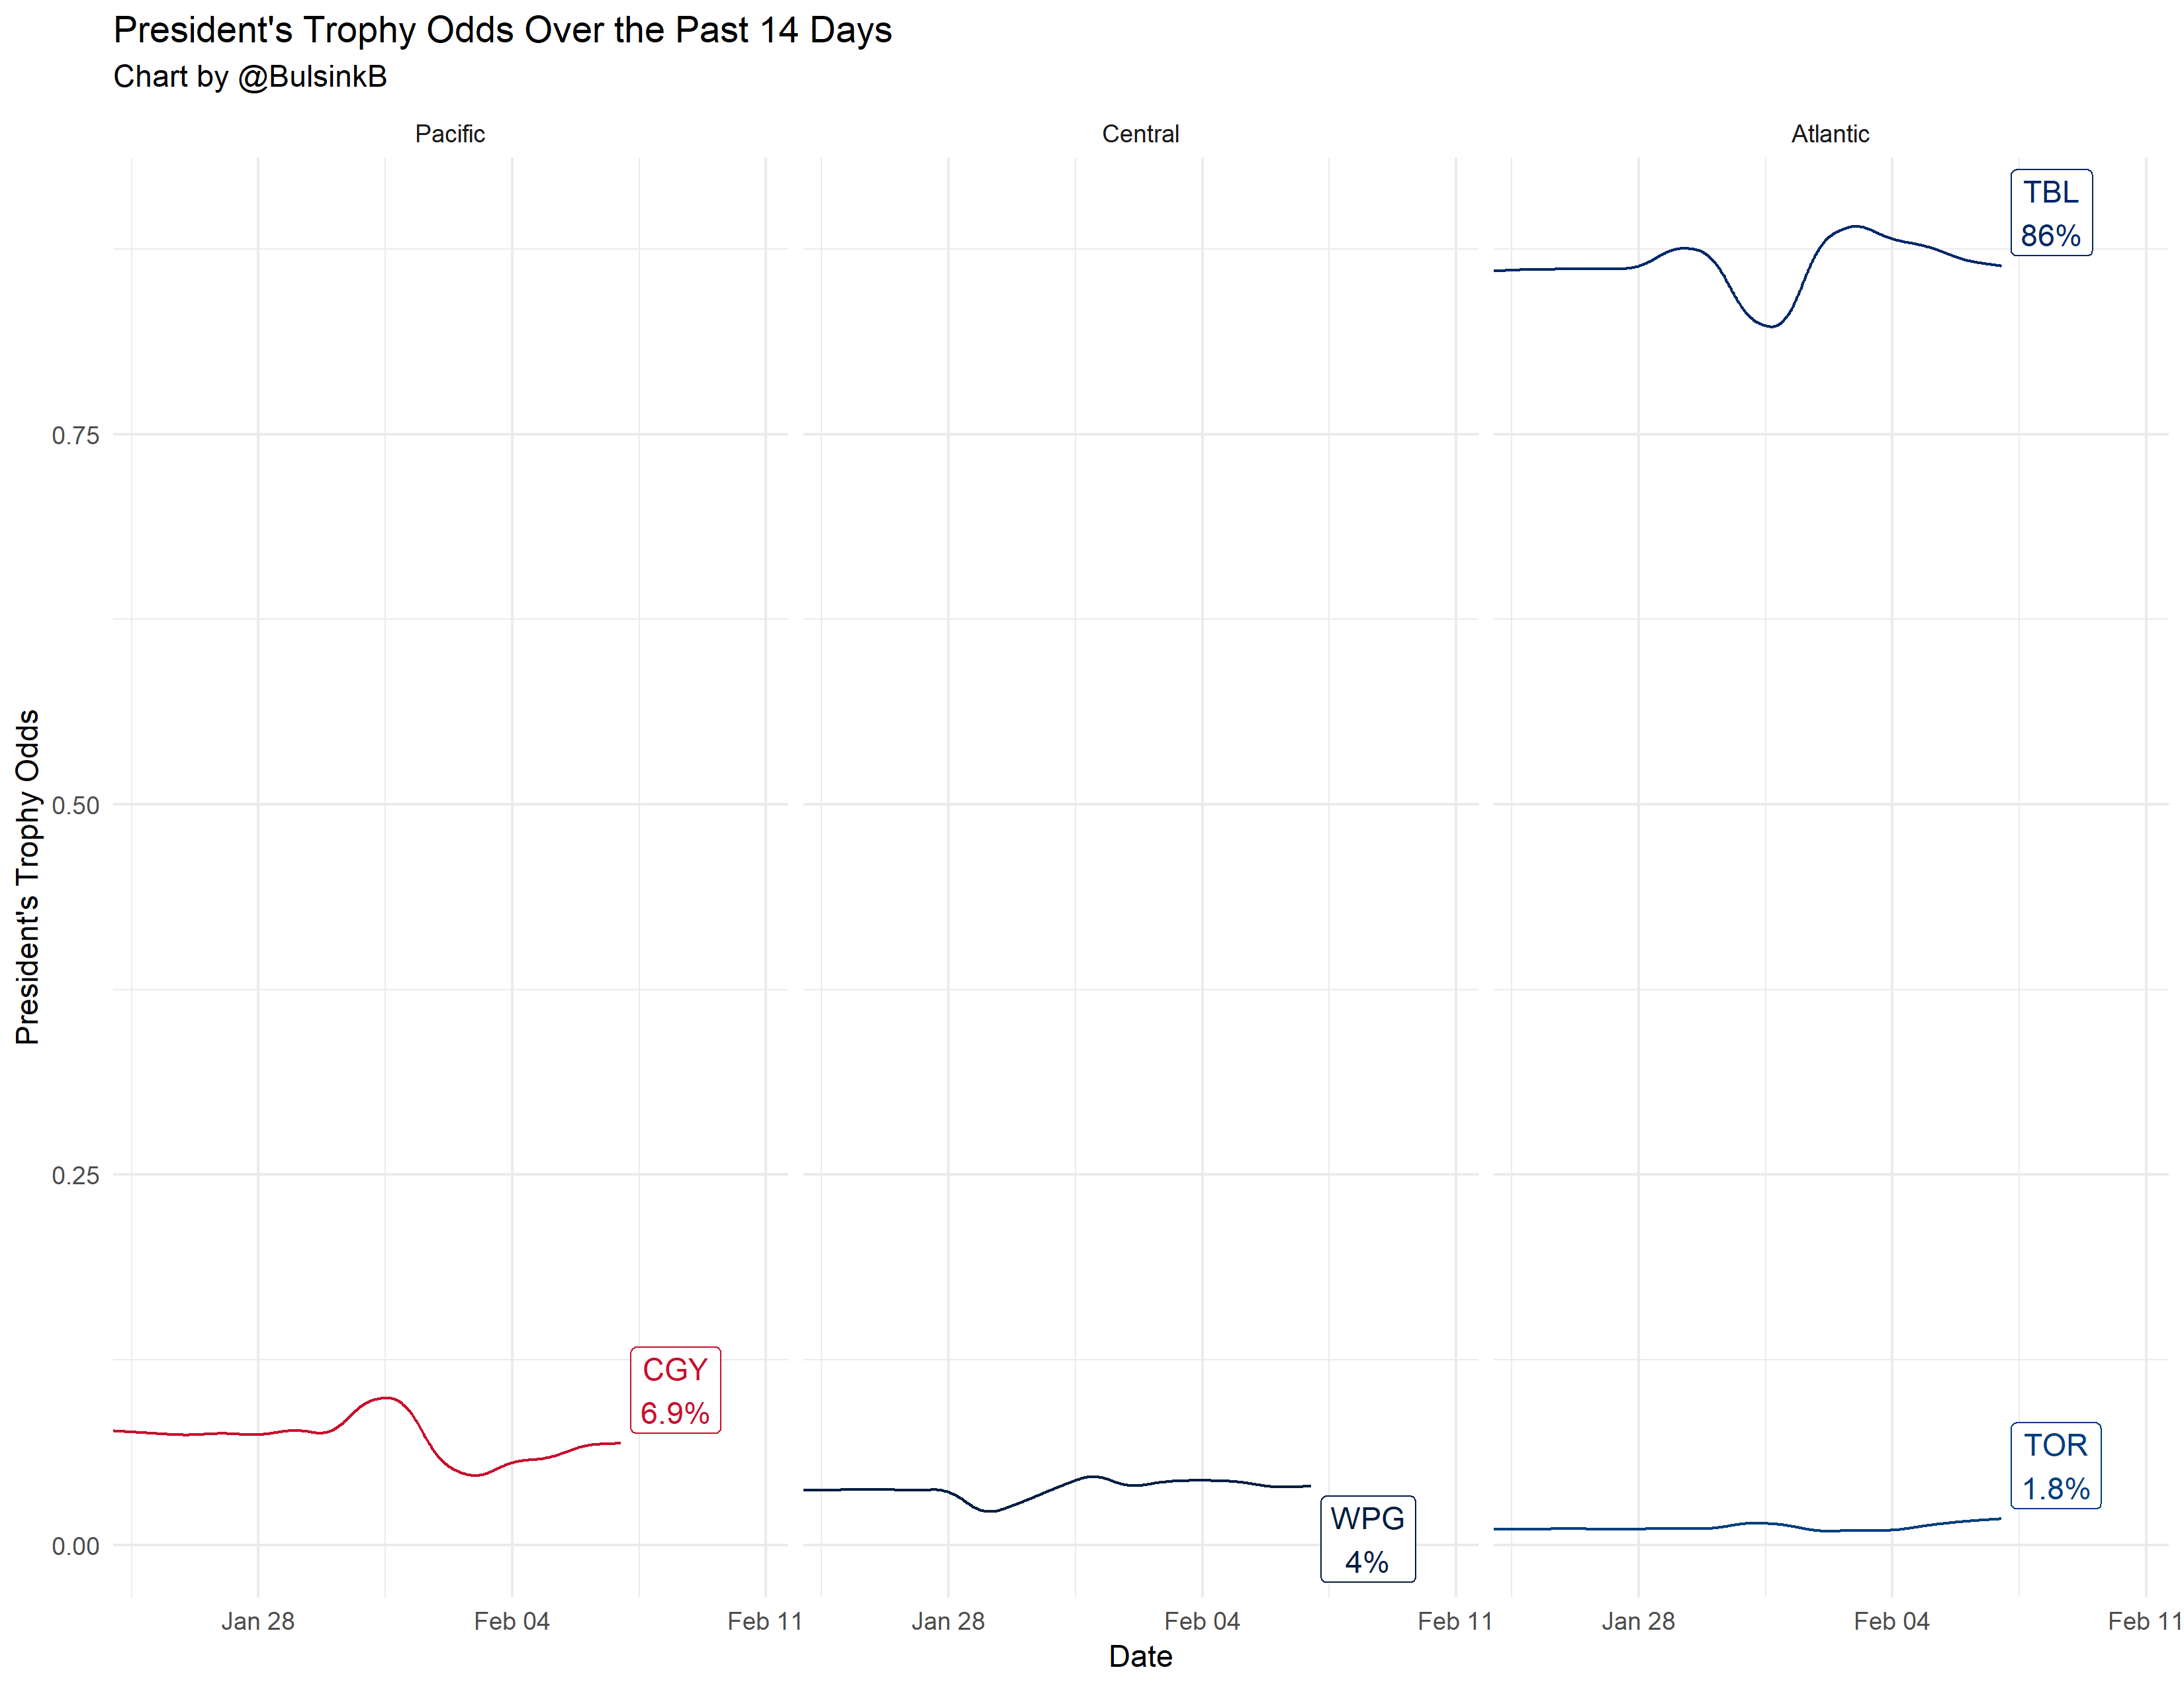 President's Trophy Odds Over the Past 14 Days
Chart by @BulsinkB
Pacific
Central
Atlantic
President's Trophy Odds
0.75
0.50
0.25
0.00
TBL
86%
CGY
6.9%
WPG
4%
TOR
1.8%
Jan 28
Feb 04
Feb 11
Jan 28
Feb 04
Feb 11
Jan 28
Feb 04
Feb 11
Date